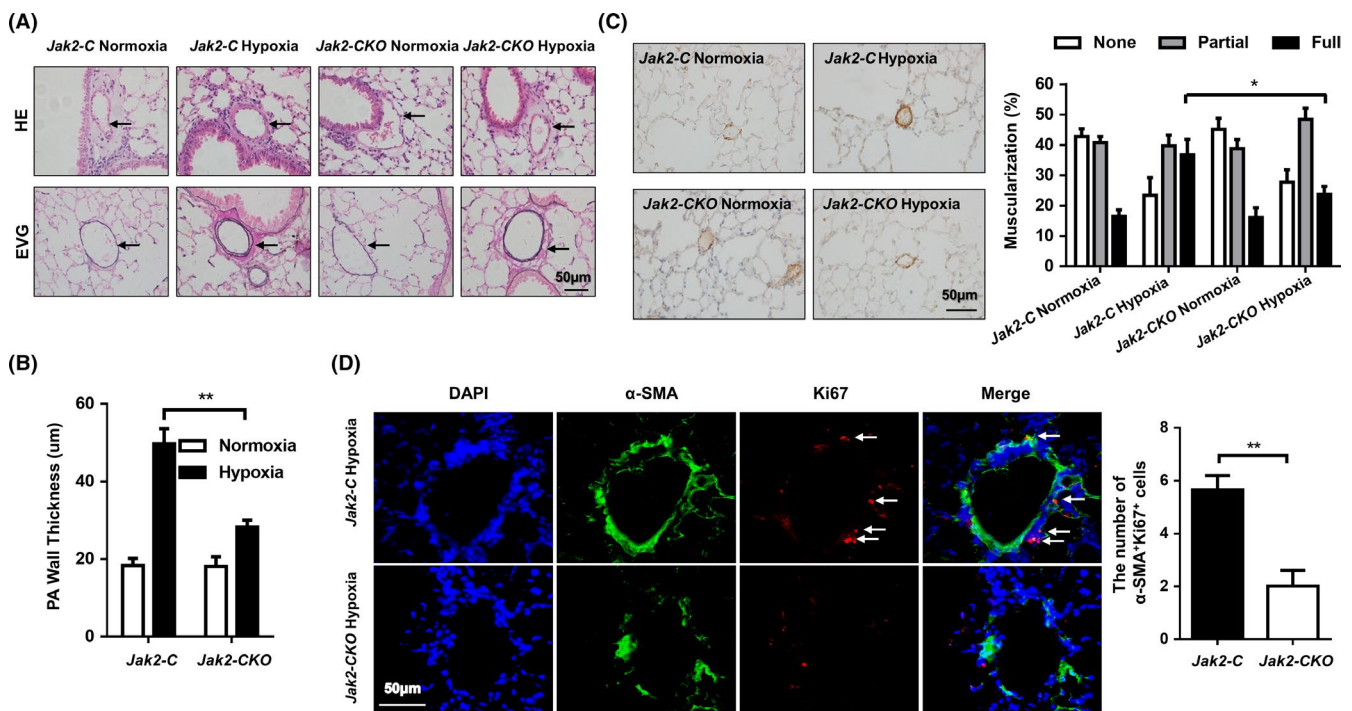 (A)
Jak2-C Normoxia Jak2-C Hypoxia Jak2-CKO Normoxia Jak2-CKO Hypoxia
HE
EVG
50μm
(B)
PA Wall Thickness (um)
60
40
20
0
**
Normoxia
Hypoxia
Jak2-C Jak2-CKO
(C)
Jak2-C Normoxia Jak2-C Hypoxia
Jak2-CKO Normoxia Jak2-CKO Hypoxia
50μm
None Partial Full
Muscularization (%)
60
50
40
30
20
10
0
*
Jak2-C Normoxia
Jak2-C Hypoxia
Jak2-CKO Normoxia
Jak2-CKO Hypoxia
(D)
DAPI α-SMA Ki67 Merge
Jak2-C Hypoxia
Jak2-CKO Hypoxia
50μm
The number of
α-SMA⁺Ki67⁺ cells
8
6
4
2
0
**
Jak2-C Jak2-CKO